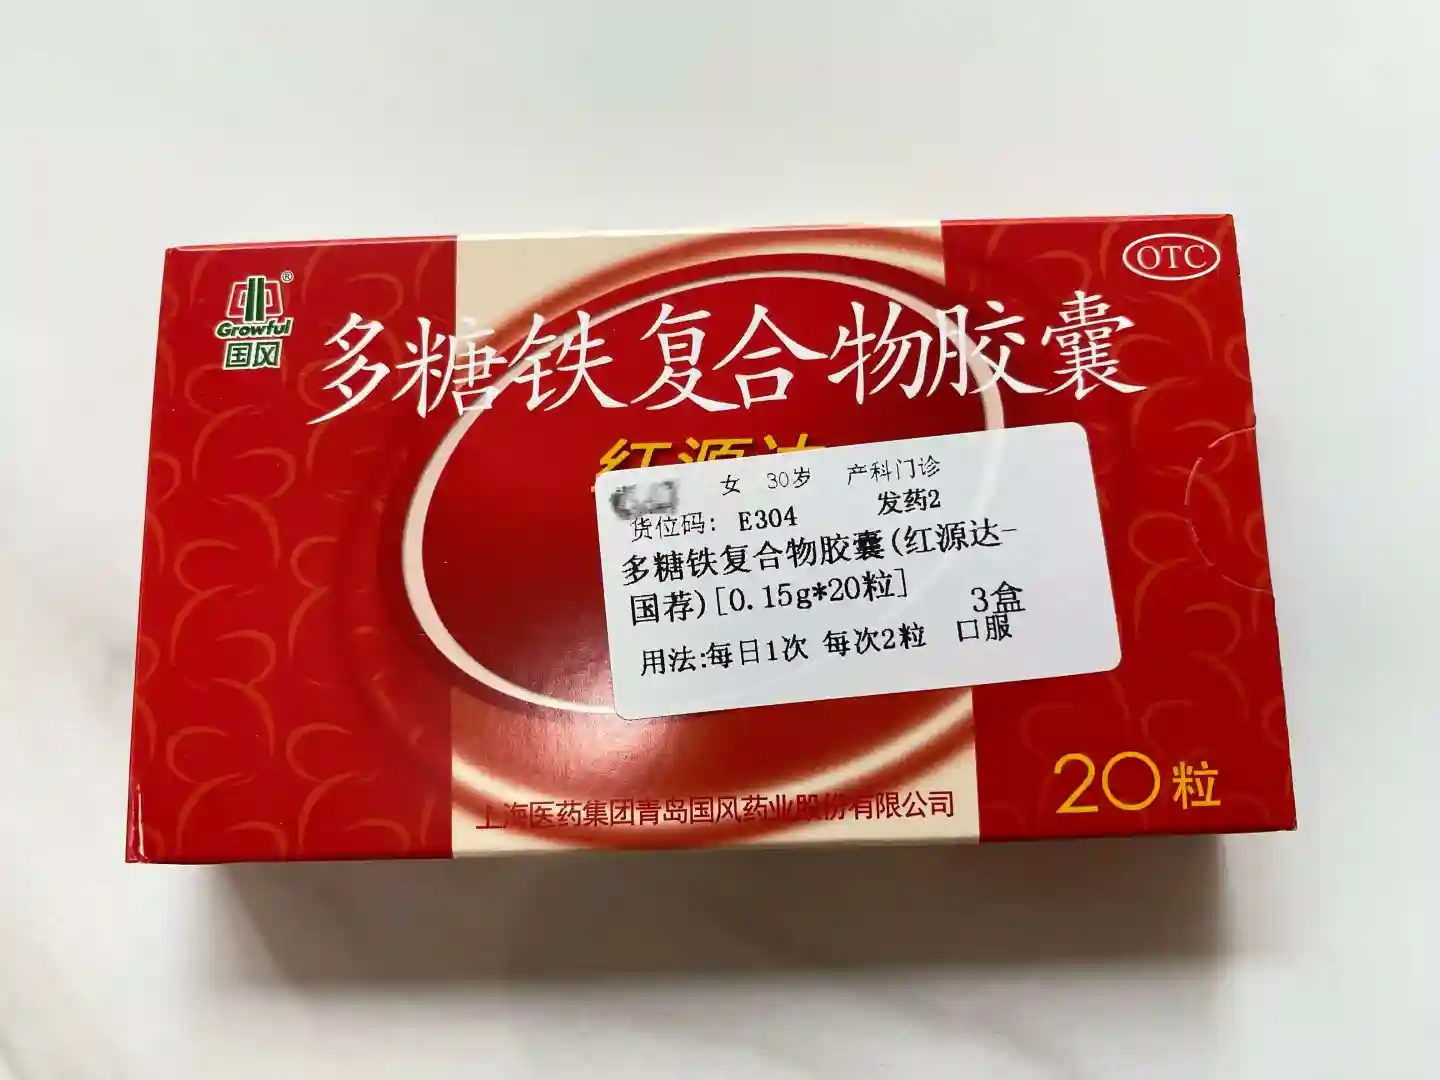 OTC
Growful
国风
多糖铁复合物胶囊
红源达
女 30岁 产科门诊
货位码: E304 发药2
多糖铁复合物胶囊(红源达-
国荐)[0.15g*20粒] 3盒
用法:每日1次 每次2粒 口服
20粒
上海医药集团青岛国风药业股份有限公司